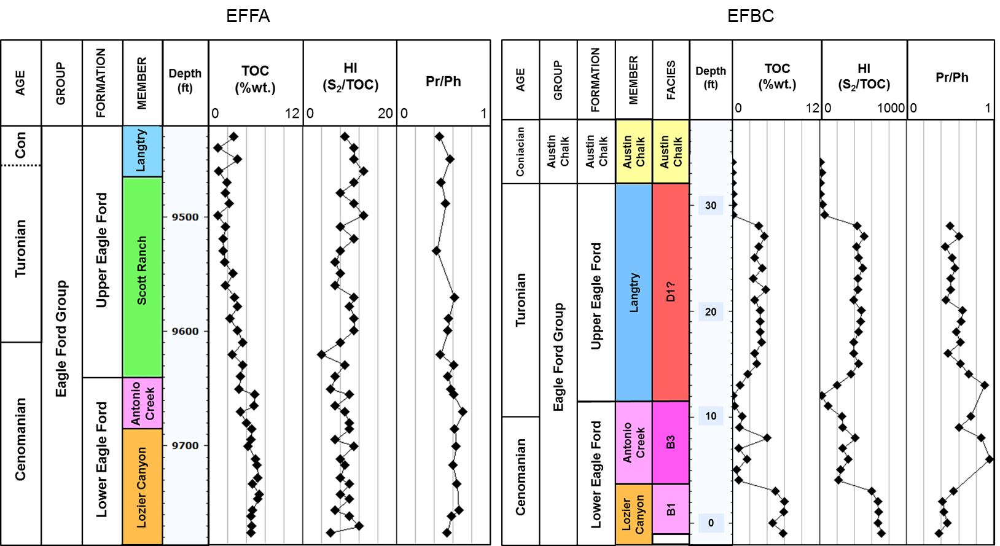 EFFA
EFBC
AGE
GROUP
FORMATION
MEMBER
Depth
(ft)
TOC
(%wt.)
0
12
HI
(S₂/TOC)
0
20
Pr/Ph
0
1
Con
Turonian
Cenomanian
Eagle Ford Group
Upper Eagle Ford
Lower Eagle Ford
Langtry
Scott Ranch
Antonio
Creek
Lozier Canyon
9500
9600
9700
AGE
GROUP
FORMATION
MEMBER
FACIES
Depth
(ft)
TOC
(%wt.)
0
12
HI
(S₂/TOC)
0
1000
Pr/Ph
0
1
Coniacian
Turonian
Cenomanian
Austin
Chalk
Eagle Ford Group
Austin
Chalk
Upper Eagle Ford
Lower Eagle Ford
Austin
Chalk
Langtry
Antonio
Creek
Lozier
Canyon
Austin
Chalk
D1?
B3
B1
30
20
10
0